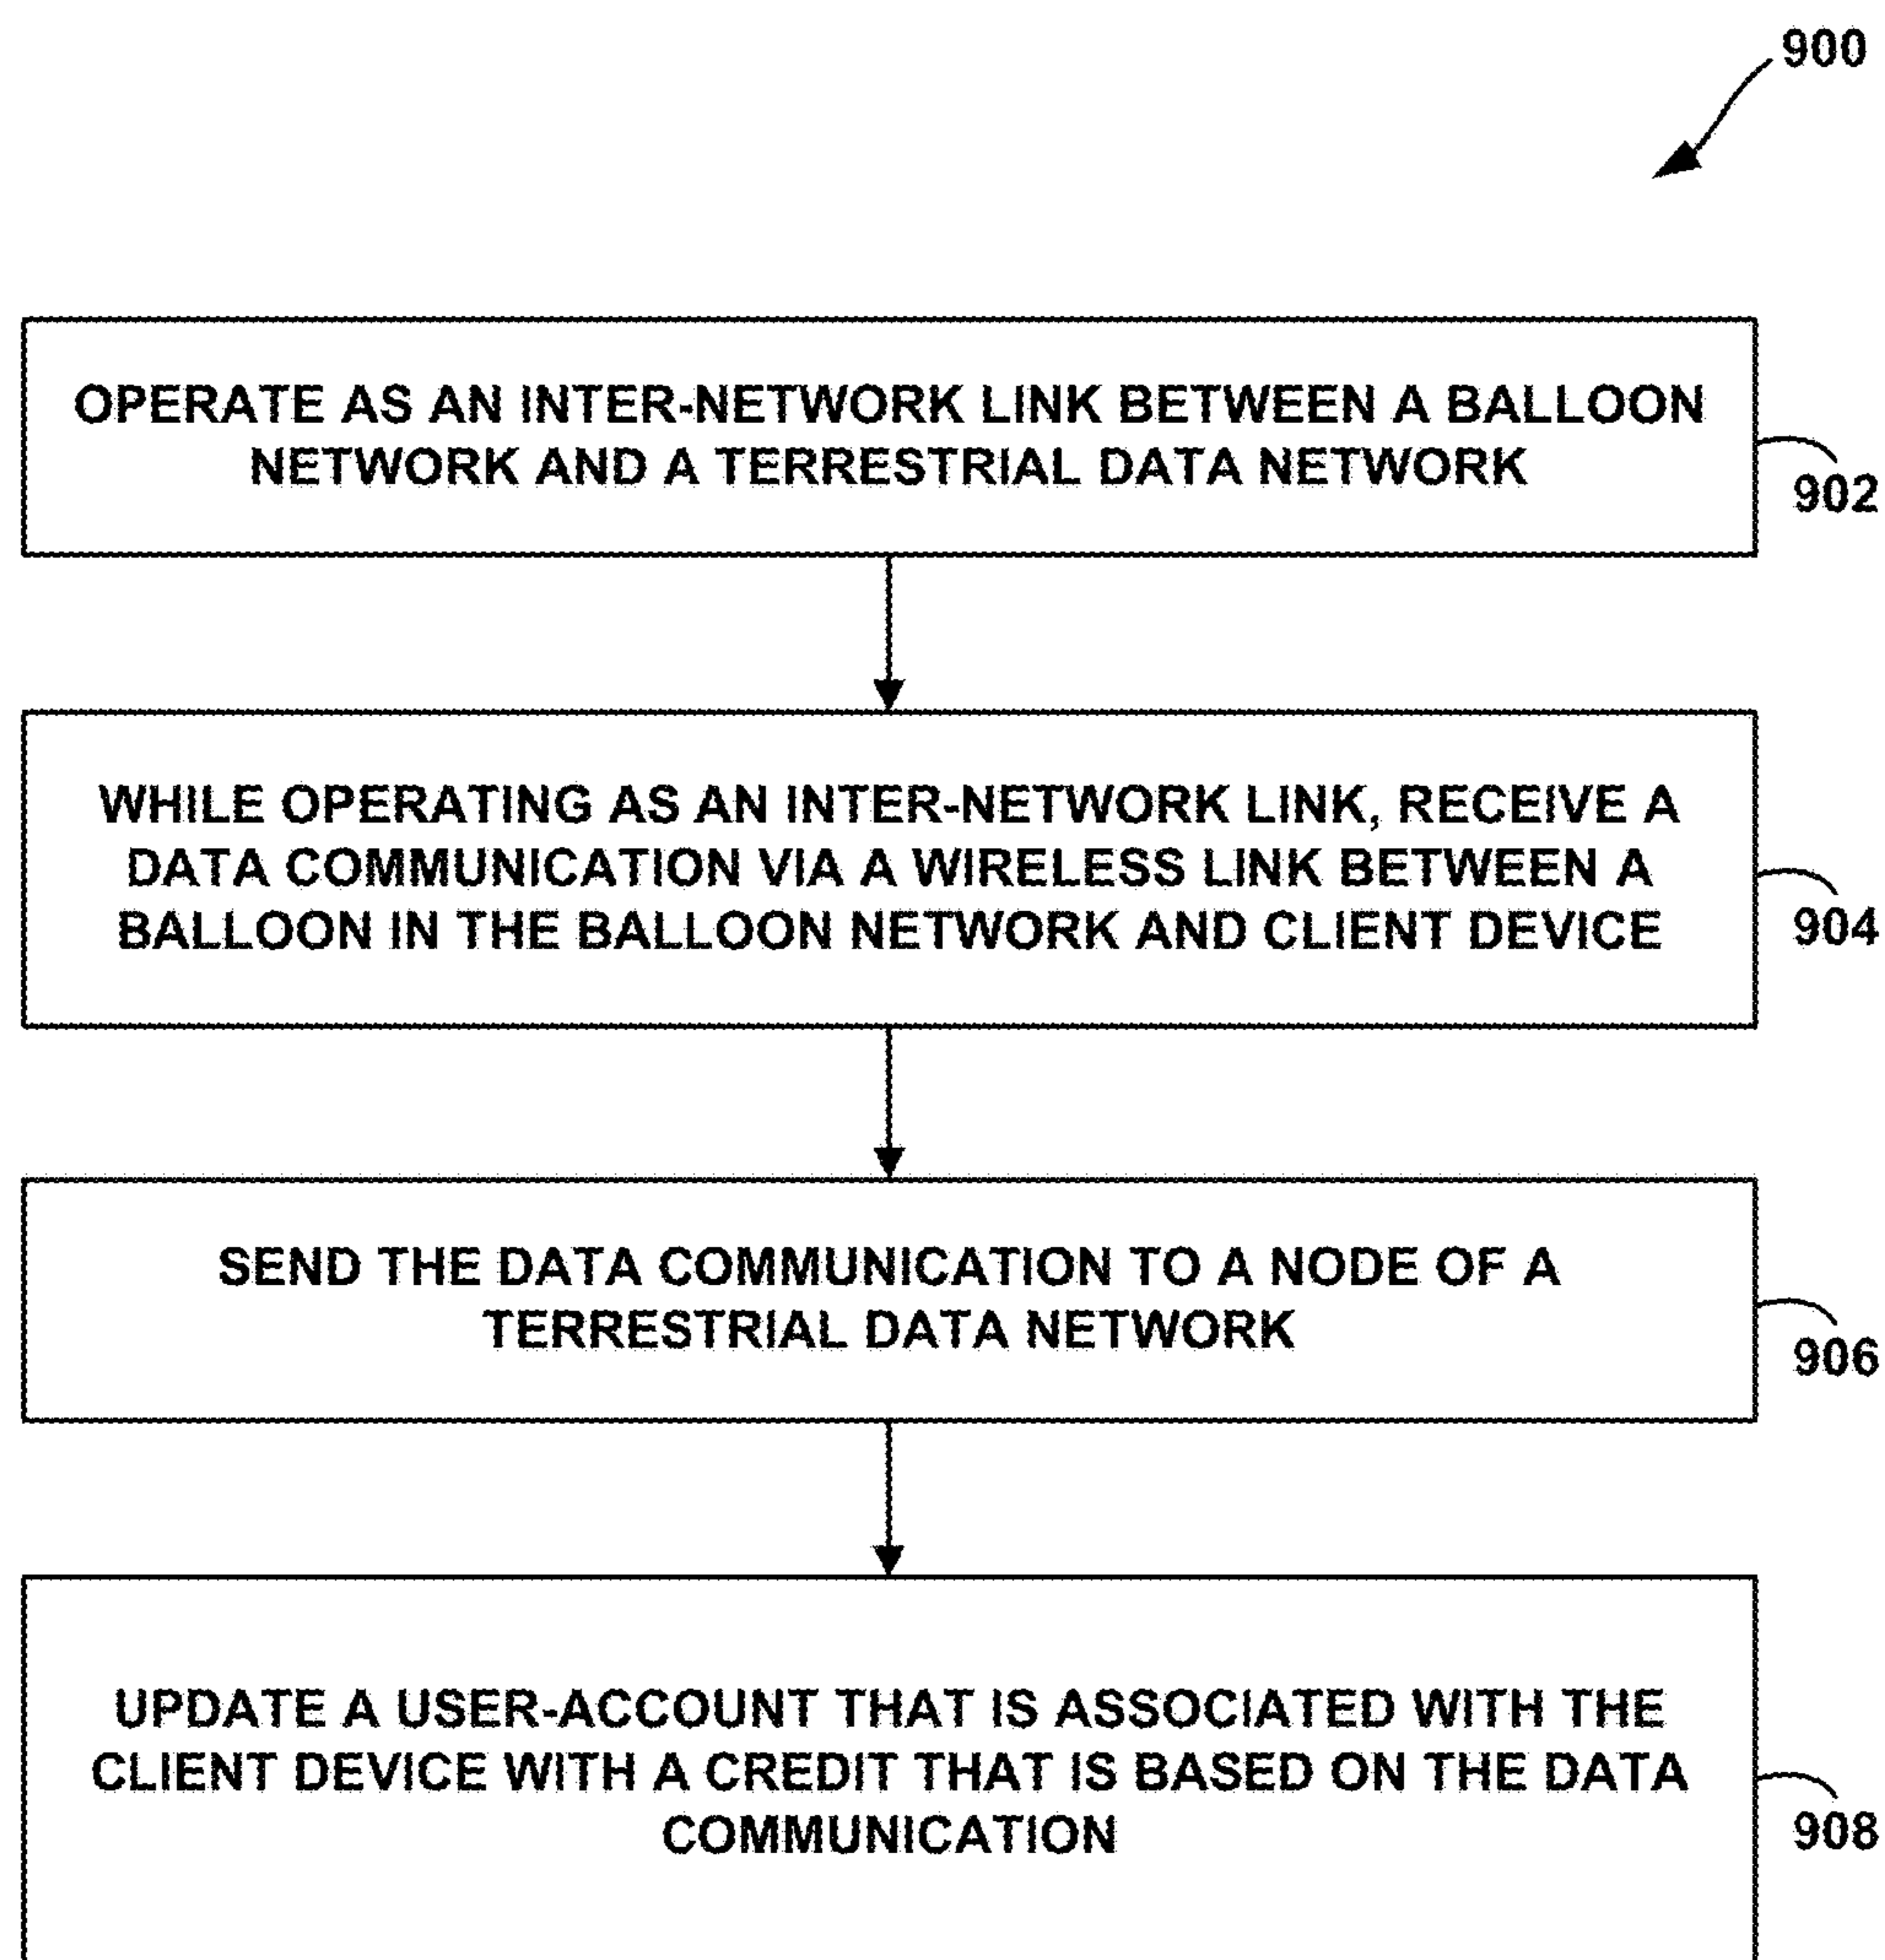 900
OPERATE AS AN INTER-NETWORK LINK BETWEEN A BALLOON
NETWORK AND A TERRESTRIAL DATA NETWORK
902
WHILE OPERATING AS AN INTER-NETWORK LINK, RECEIVE A
DATA COMMUNICATION VIA A WIRELESS LINK BETWEEN A
BALLOON IN THE BALLOON NETWORK AND CLIENT DEVICE
904
SEND THE DATA COMMUNICATION TO A NODE OF A
TERRESTRIAL DATA NETWORK
906
UPDATE A USER-ACCOUNT THAT IS ASSOCIATED WITH THE
CLIENT DEVICE WITH A CREDIT THAT IS BASED ON THE DATA
COMMUNICATION
908